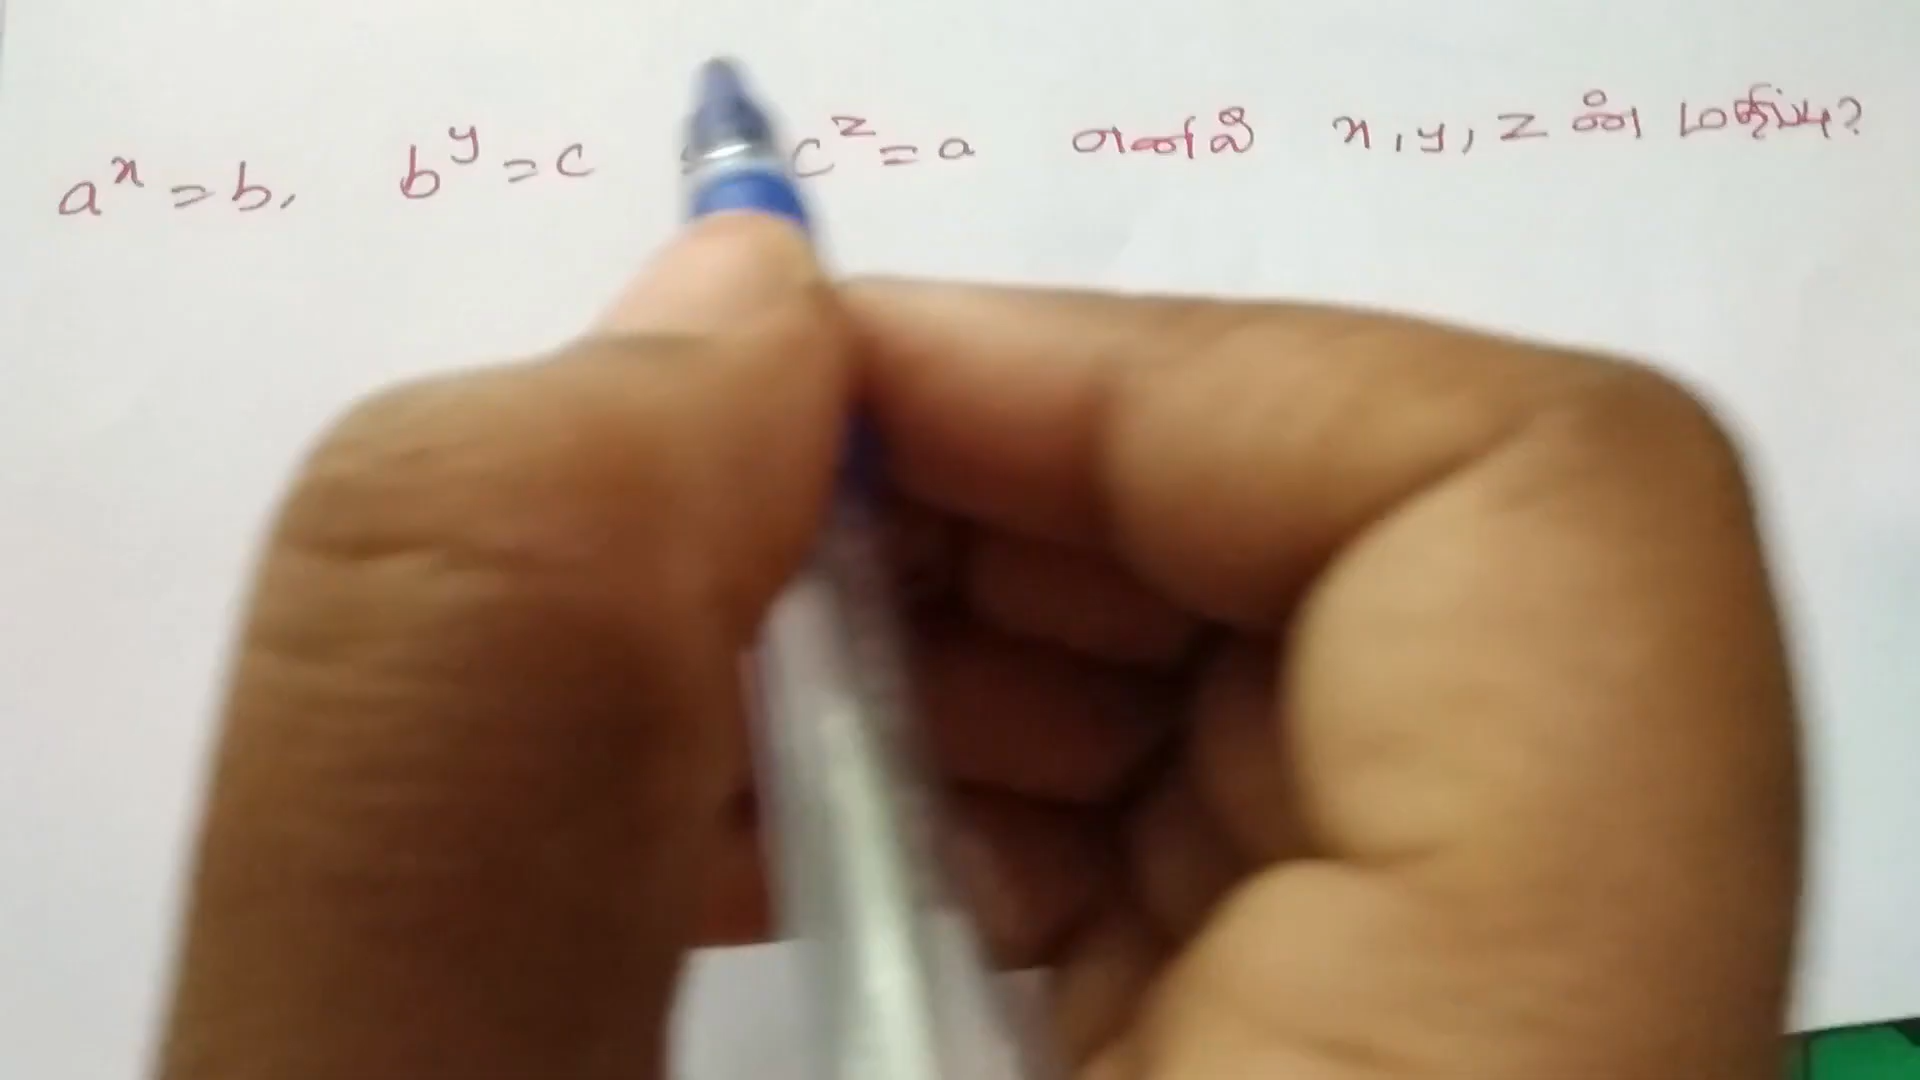 aˣ = b, bʸ = c cᶻ = a எனில் x, y, z ன் மதிப்பு?